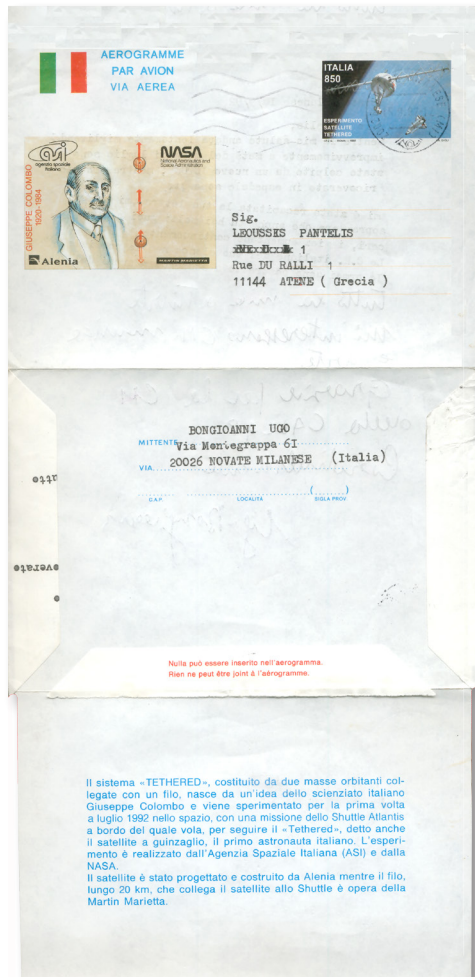 AEROGRAMME
PAR AVION
VIA AEREA
ITALIA
850
ESPERIMENTO
SATELLITE
TETHERED
asi
agenzia spaziale
italiana
NASA
National Aeronautics and
Space Administration
GIUSEPPE COLOMBO
1920-1984
Alenia
MARTIN MARIETTA
Sig.
LEOUSSES PANTELIS
1
Rue DU RALLI 1
11144 ATENE ( Grecia )
BONGIOANNI UGO
MITTENTE Via Montegrappa 6I
VIA 20026 NOVATE MILANESE (Italia)
( )
C.A.P. LOCALITÀ SIGLA PROV.
Nulla può essere inserito nell'aerogramma.
Rien ne peut être joint à l'aérogramme.
Il sistema «TETHERED», costituito da due masse orbitanti col-
legate con un filo, nasce da un'idea dello scienziato italiano
Giuseppe Colombo e viene sperimentato per la prima volta
a luglio 1992 nello spazio, con una missione dello Shuttle Atlantis
a bordo del quale vola, per seguire il «Tethered», detto anche
il satellite a guinzaglio, il primo astronauta italiano. L'esperi-
mento è realizzato dall'Agenzia Spaziale Italiana (ASI) e dalla
NASA.
Il satellite è stato progettato e costruito da Alenia mentre il filo,
lungo 20 km, che collega il satellite allo Shuttle è opera della
Martin Marietta.